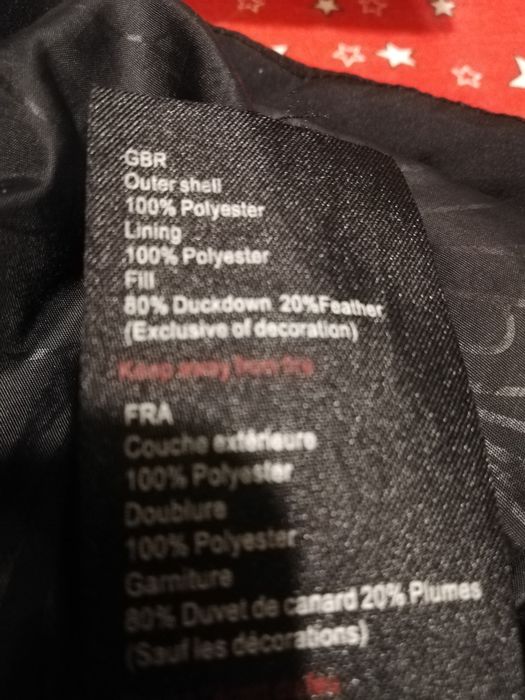 GBR
Outer shell
100% Polyester
Lining
100% Polyester
Fill
80% Duckdown 20%Feather
(Exclusive of decoration)
Keep away from fire
FRA
Couche extérieure
100% Polyester
Doublure
100% Polyester
Garniture
80% Duvet de canard 20% Plumes
(Sauf les décorations)